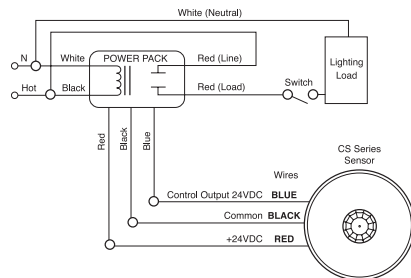 White (Neutral)
N White POWER PACK Red (Line) Lighting
Load
Hot Black Red (Load) Switch
Red Black Blue
CS Series
Sensor
Wires
Control Output 24VDC BLUE
Common BLACK
+24VDC RED